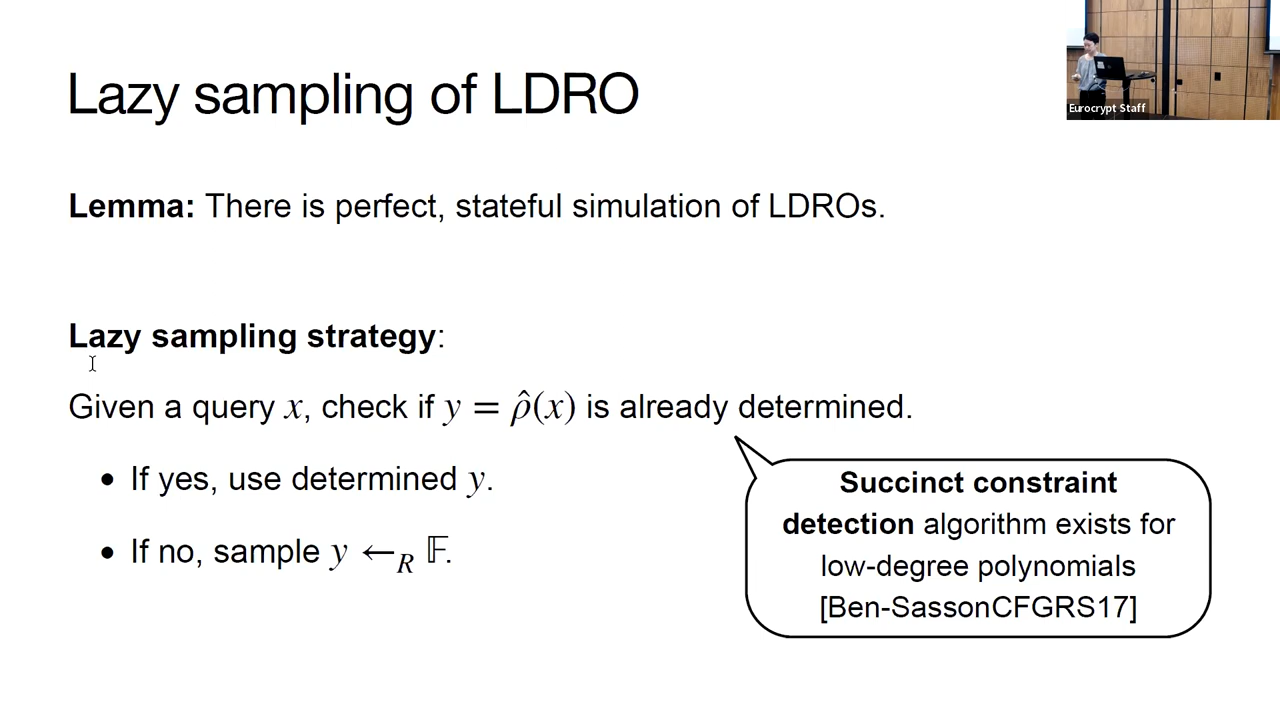 Lazy sampling of LDRO
Eurocrypt Staff
Lemma: There is perfect, stateful simulation of LDROs.
Lazy sampling strategy:
Given a query x, check if y = ρ̂(x) is already determined.
• If yes, use determined y.
• If no, sample y ←_R 𝔽.
Succinct constraint
detection algorithm exists for
low-degree polynomials
[Ben-SassonCFGRS17]